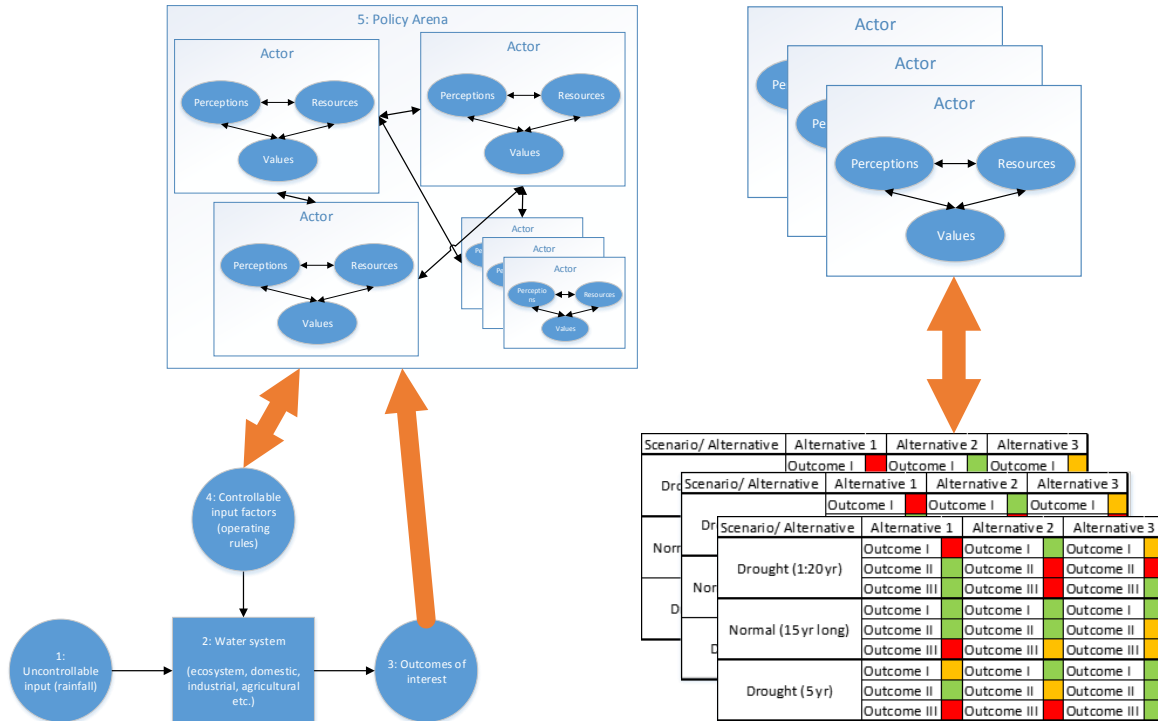 5: Policy Arena
Actor
Perceptions
Resources
Values
Actor
Perceptions
Resources
Values
Actor
Perceptions
Resources
Values
Actor
Actor
Actor
Perceptio
ns
Resources
Values
4: Controllable
input factors
(operating
rules)
1:
Uncontrollable
input (rainfall)
2: Water system
(ecosystem, domestic,
industrial, agricultural
etc.)
3: Outcomes of
interest
Actor
Actor
Actor
Perceptions
Resources
Values
Scenario/ Alternative Alternative 1 Alternative 2 Alternative 3
Outcome I Outcome I Outcome I
Scenario/ Alternative Alternative 1 Alternative 2 Alternative 3
Outcome I Outcome I Outcome I
Scenario/ Alternative Alternative 1 Alternative 2 Alternative 3
Drought (1:20yr)
Outcome I Outcome I Outcome I
Outcome II Outcome II Outcome II
Outcome III Outcome III Outcome III
Normal (15yr long)
Outcome I Outcome I Outcome I
Outcome II Outcome II Outcome II
Outcome III Outcome III Outcome III
Drought (5yr)
Outcome I Outcome I Outcome I
Outcome II Outcome II Outcome II
Outcome III Outcome III Outcome III